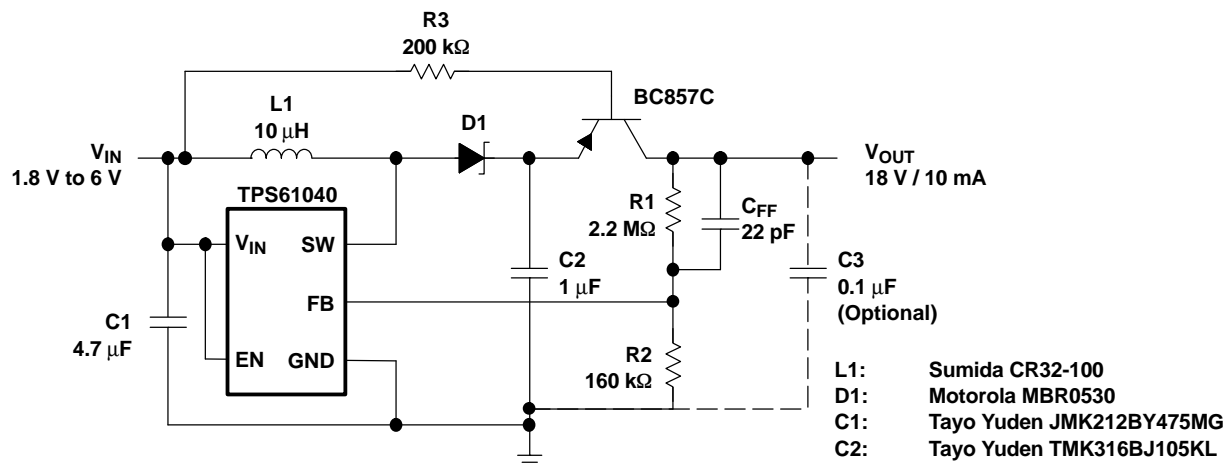 R3
200 kΩ
BC857C
L1
10 μH
D1
VIN
1.8 V to 6 V
VOUT
18 V / 10 mA
TPS61040
VIN
SW
FB
EN
GND
R1
2.2 MΩ
CFF
22 pF
C2
1 μF
C3
0.1 μF
(Optional)
C1
4.7 μF
R2
160 kΩ
L1: Sumida CR32-100
D1: Motorola MBR0530
C1: Tayo Yuden JMK212BY475MG
C2: Tayo Yuden TMK316BJ105KL